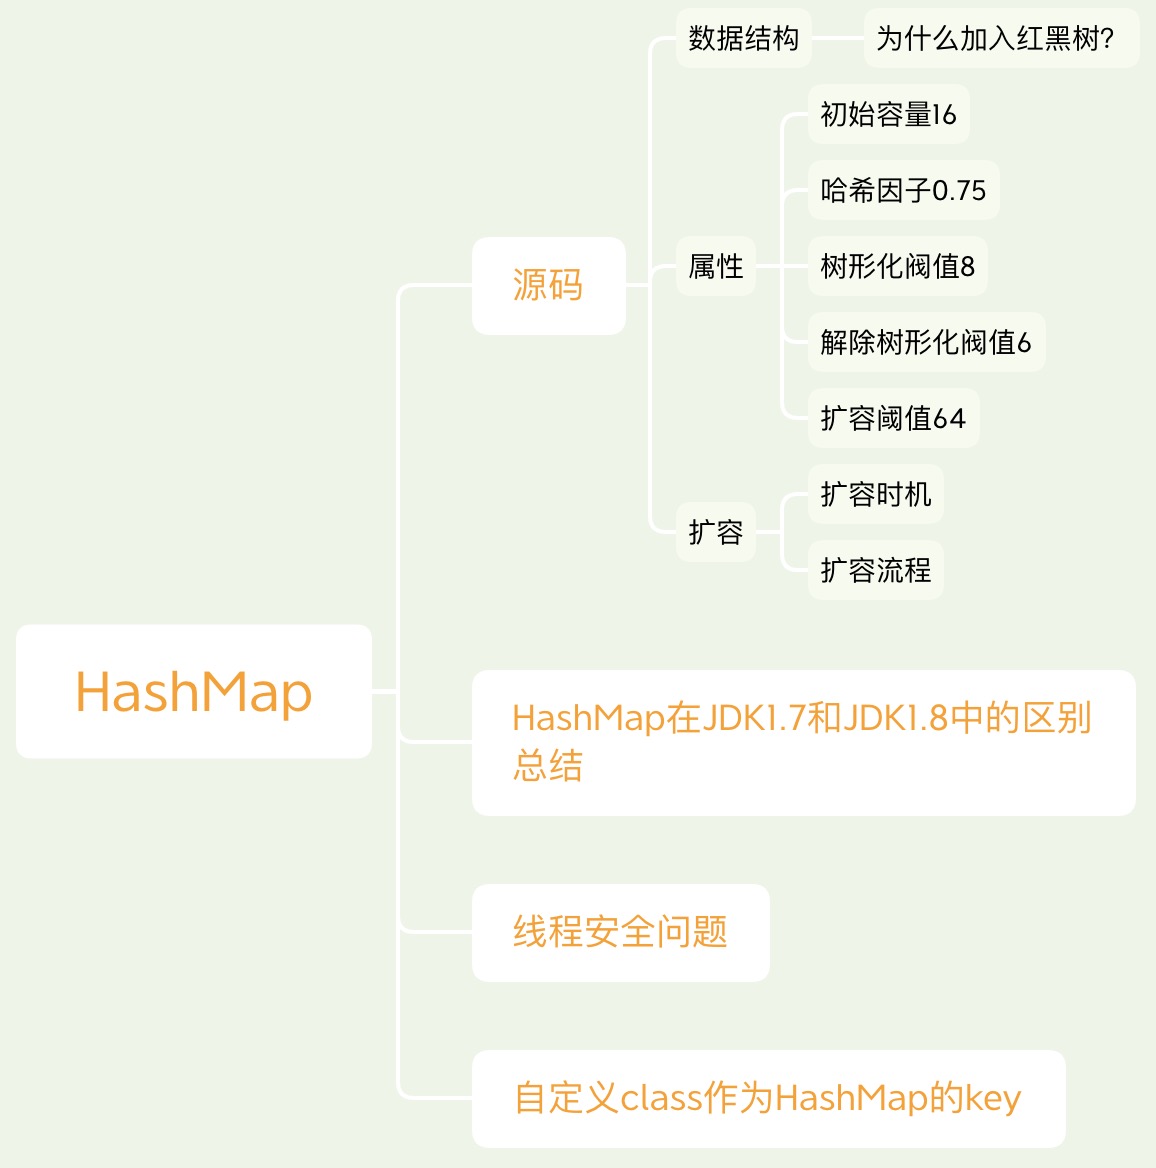 HashMap
源码
数据结构
为什么加入红黑树？
属性
初始容量16
哈希因子0.75
树形化阀值8
解除树形化阀值6
扩容阈值64
扩容
扩容时机
扩容流程
HashMap在JDK1.7和JDK1.8中的区别
总结
线程安全问题
自定义class作为HashMap的key